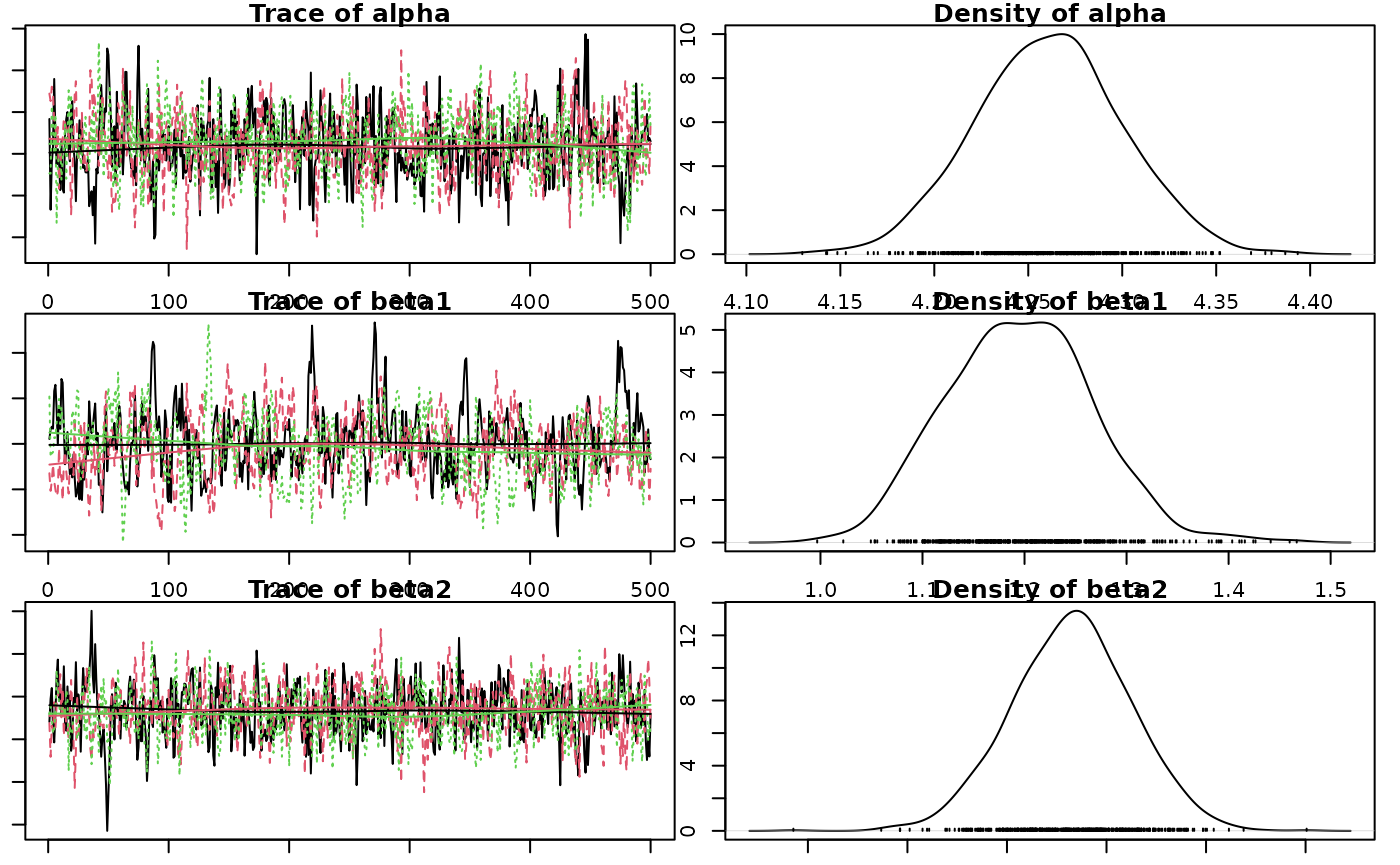 Trace of alpha
Density of alpha
0 2 4 6 8 10
0 100 200 300 400 500
4.10 4.15 4.20 4.25 4.30 4.35 4.40
Trace of beta1
Density of beta1
0 1 2 3 4 5
0 100 200 300 400 500
1.0 1.1 1.2 1.3 1.4 1.5
Trace of beta2
Density of beta2
0 4 8 12